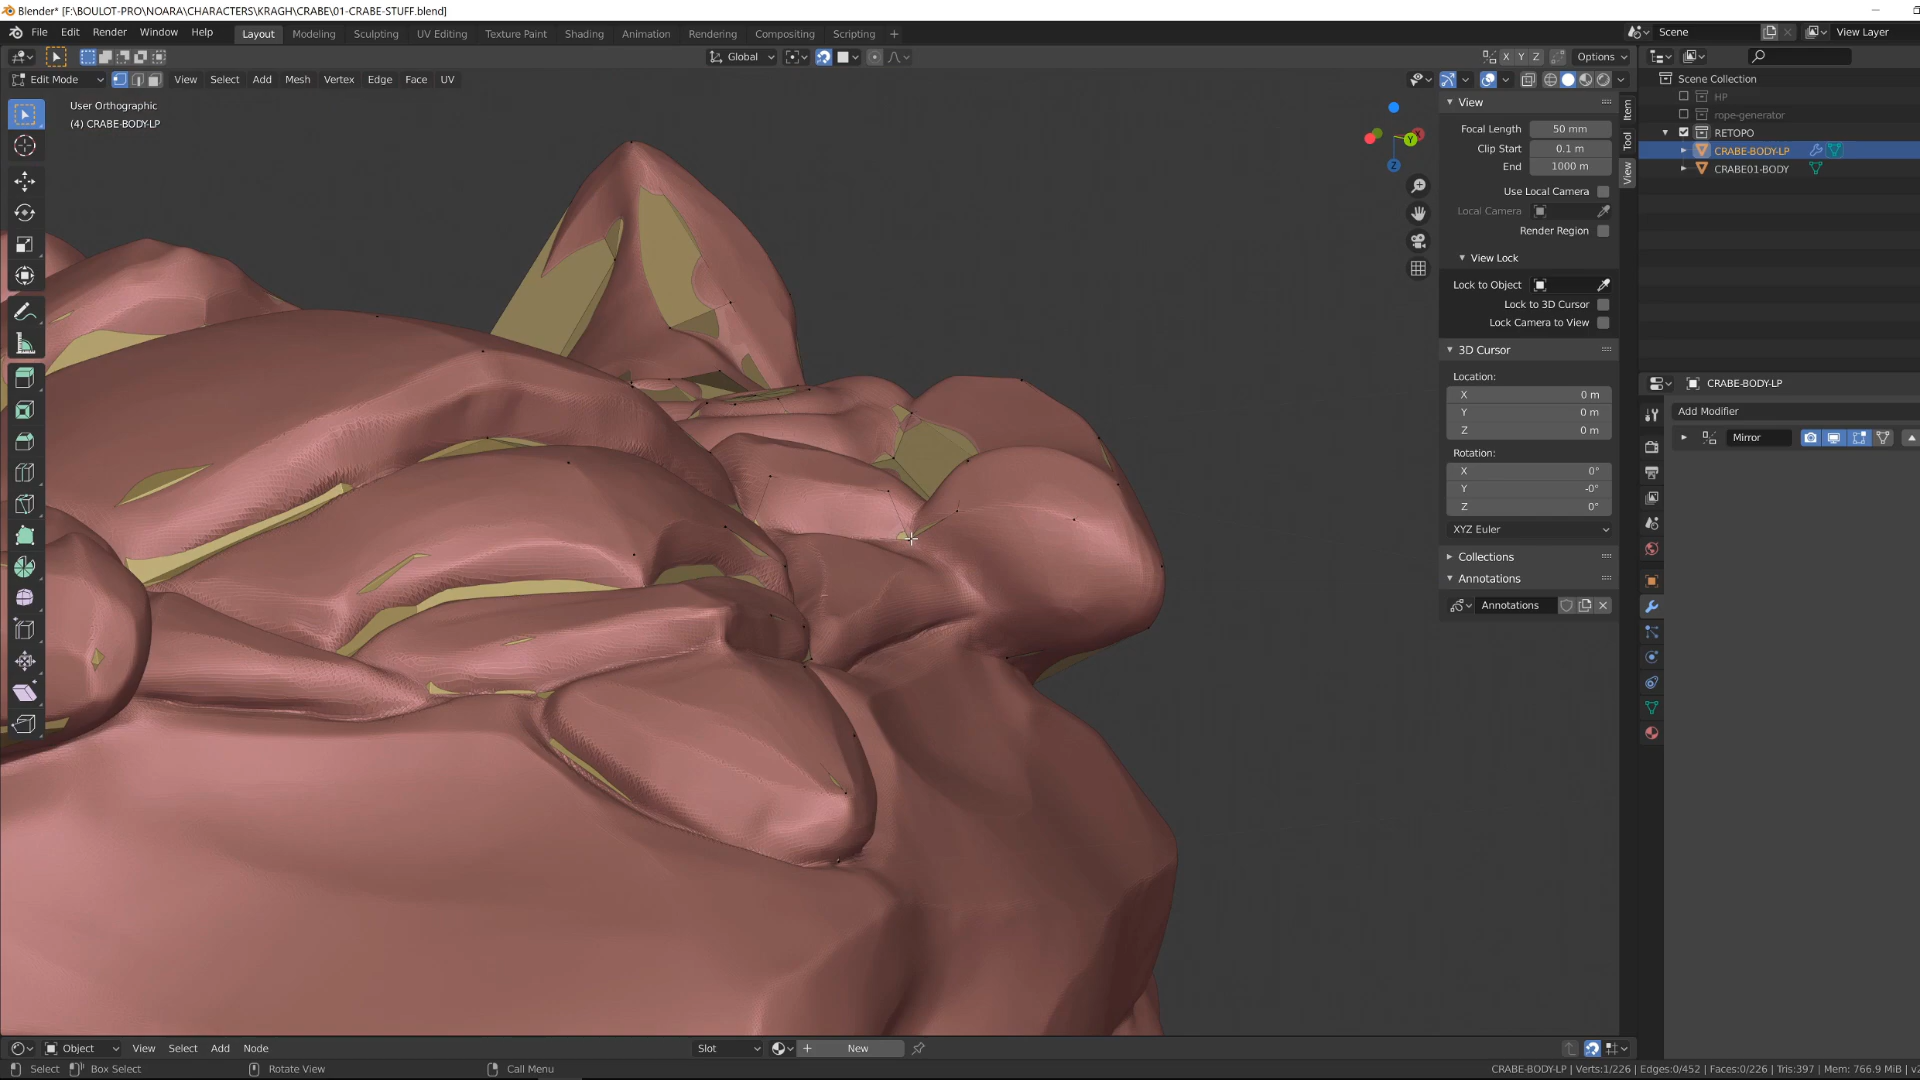 Blender* [F:\BOULOT-PRO\NOARA\CHARACTERS\KRAGH\CRABE\01-CRABE-STUFF.blend]
File Edit Render Window Help Layout Modeling Sculpting UV Editing Texture Paint Shading Animation Rendering Compositing Scripting + Scene View Layer
Global X Y Z Options
Edit Mode View Select Add Mesh Vertex Edge Face UV
User Orthographic
(4) CRABE-BODY-LP
Y
Z
View
Focal Length 50 mm
Clip Start 0.1 m
End 1000 m
Use Local Camera
Local Camera
Render Region
View Lock
Lock to Object
Lock to 3D Cursor
Lock Camera to View
3D Cursor
Location:
X 0 m
Y 0 m
Z 0 m
Rotation:
X 0°
Y -0°
Z 0°
XYZ Euler
Collections
Annotations
Annotations
Item
Tool
View
Scene Collection
HP
rope-generator
RETOPO
CRABE-BODY-LP
CRABE01-BODY
CRABE-BODY-LP
Add Modifier
Mirror
Object View Select Add Node Slot + New
Select Box Select Rotate View Call Menu CRABE-BODY-LP | Verts:1/226 | Edges:0/452 | Faces:0/226 | Tris:397 | Mem: 766.9 MiB |